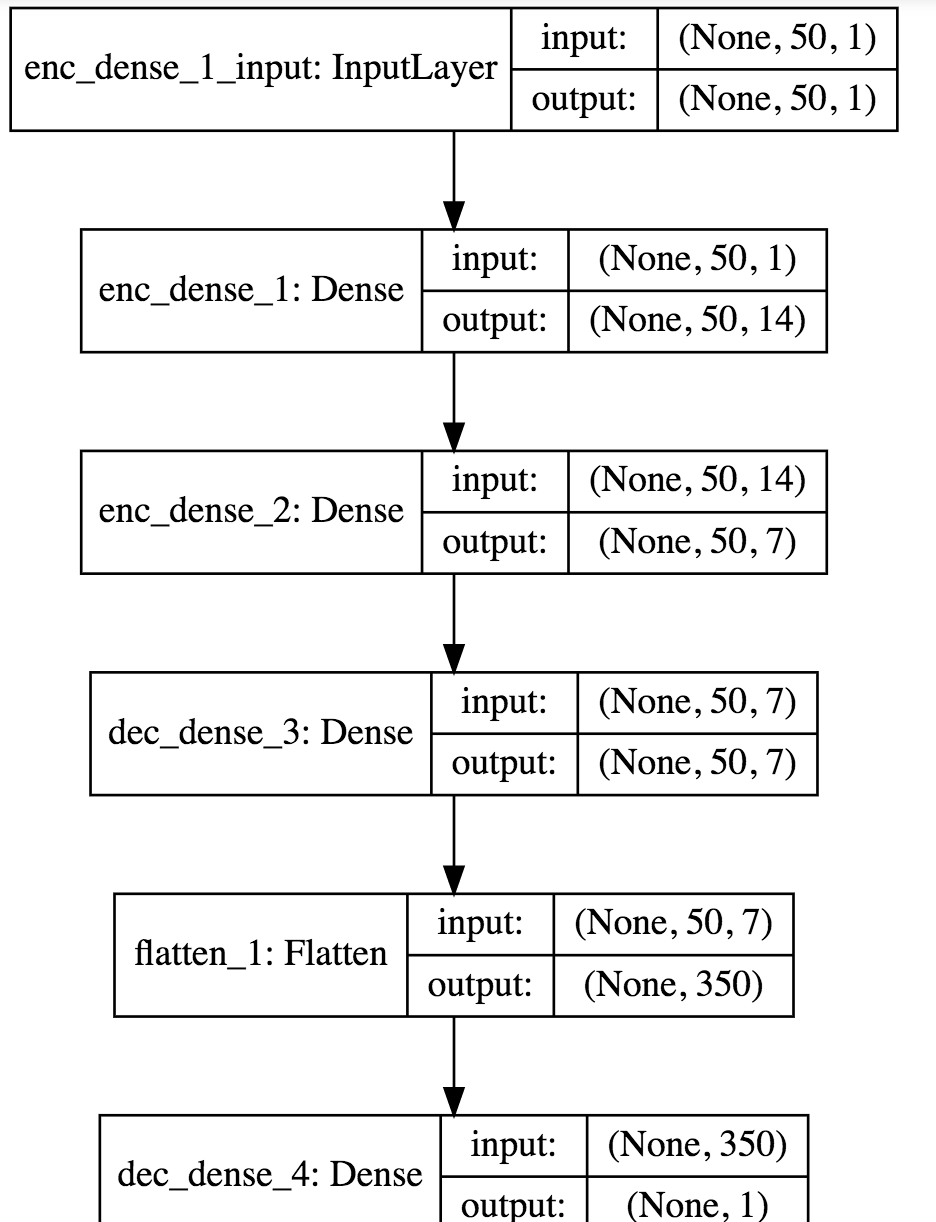 enc_dense_1_input: InputLayer
input: (None, 50, 1)
output: (None, 50, 1)
enc_dense_1: Dense
input: (None, 50, 1)
output: (None, 50, 14)
enc_dense_2: Dense
input: (None, 50, 14)
output: (None, 50, 7)
dec_dense_3: Dense
input: (None, 50, 7)
output: (None, 50, 7)
flatten_1: Flatten
input: (None, 50, 7)
output: (None, 350)
dec_dense_4: Dense
input: (None, 350)
output: (None, 1)